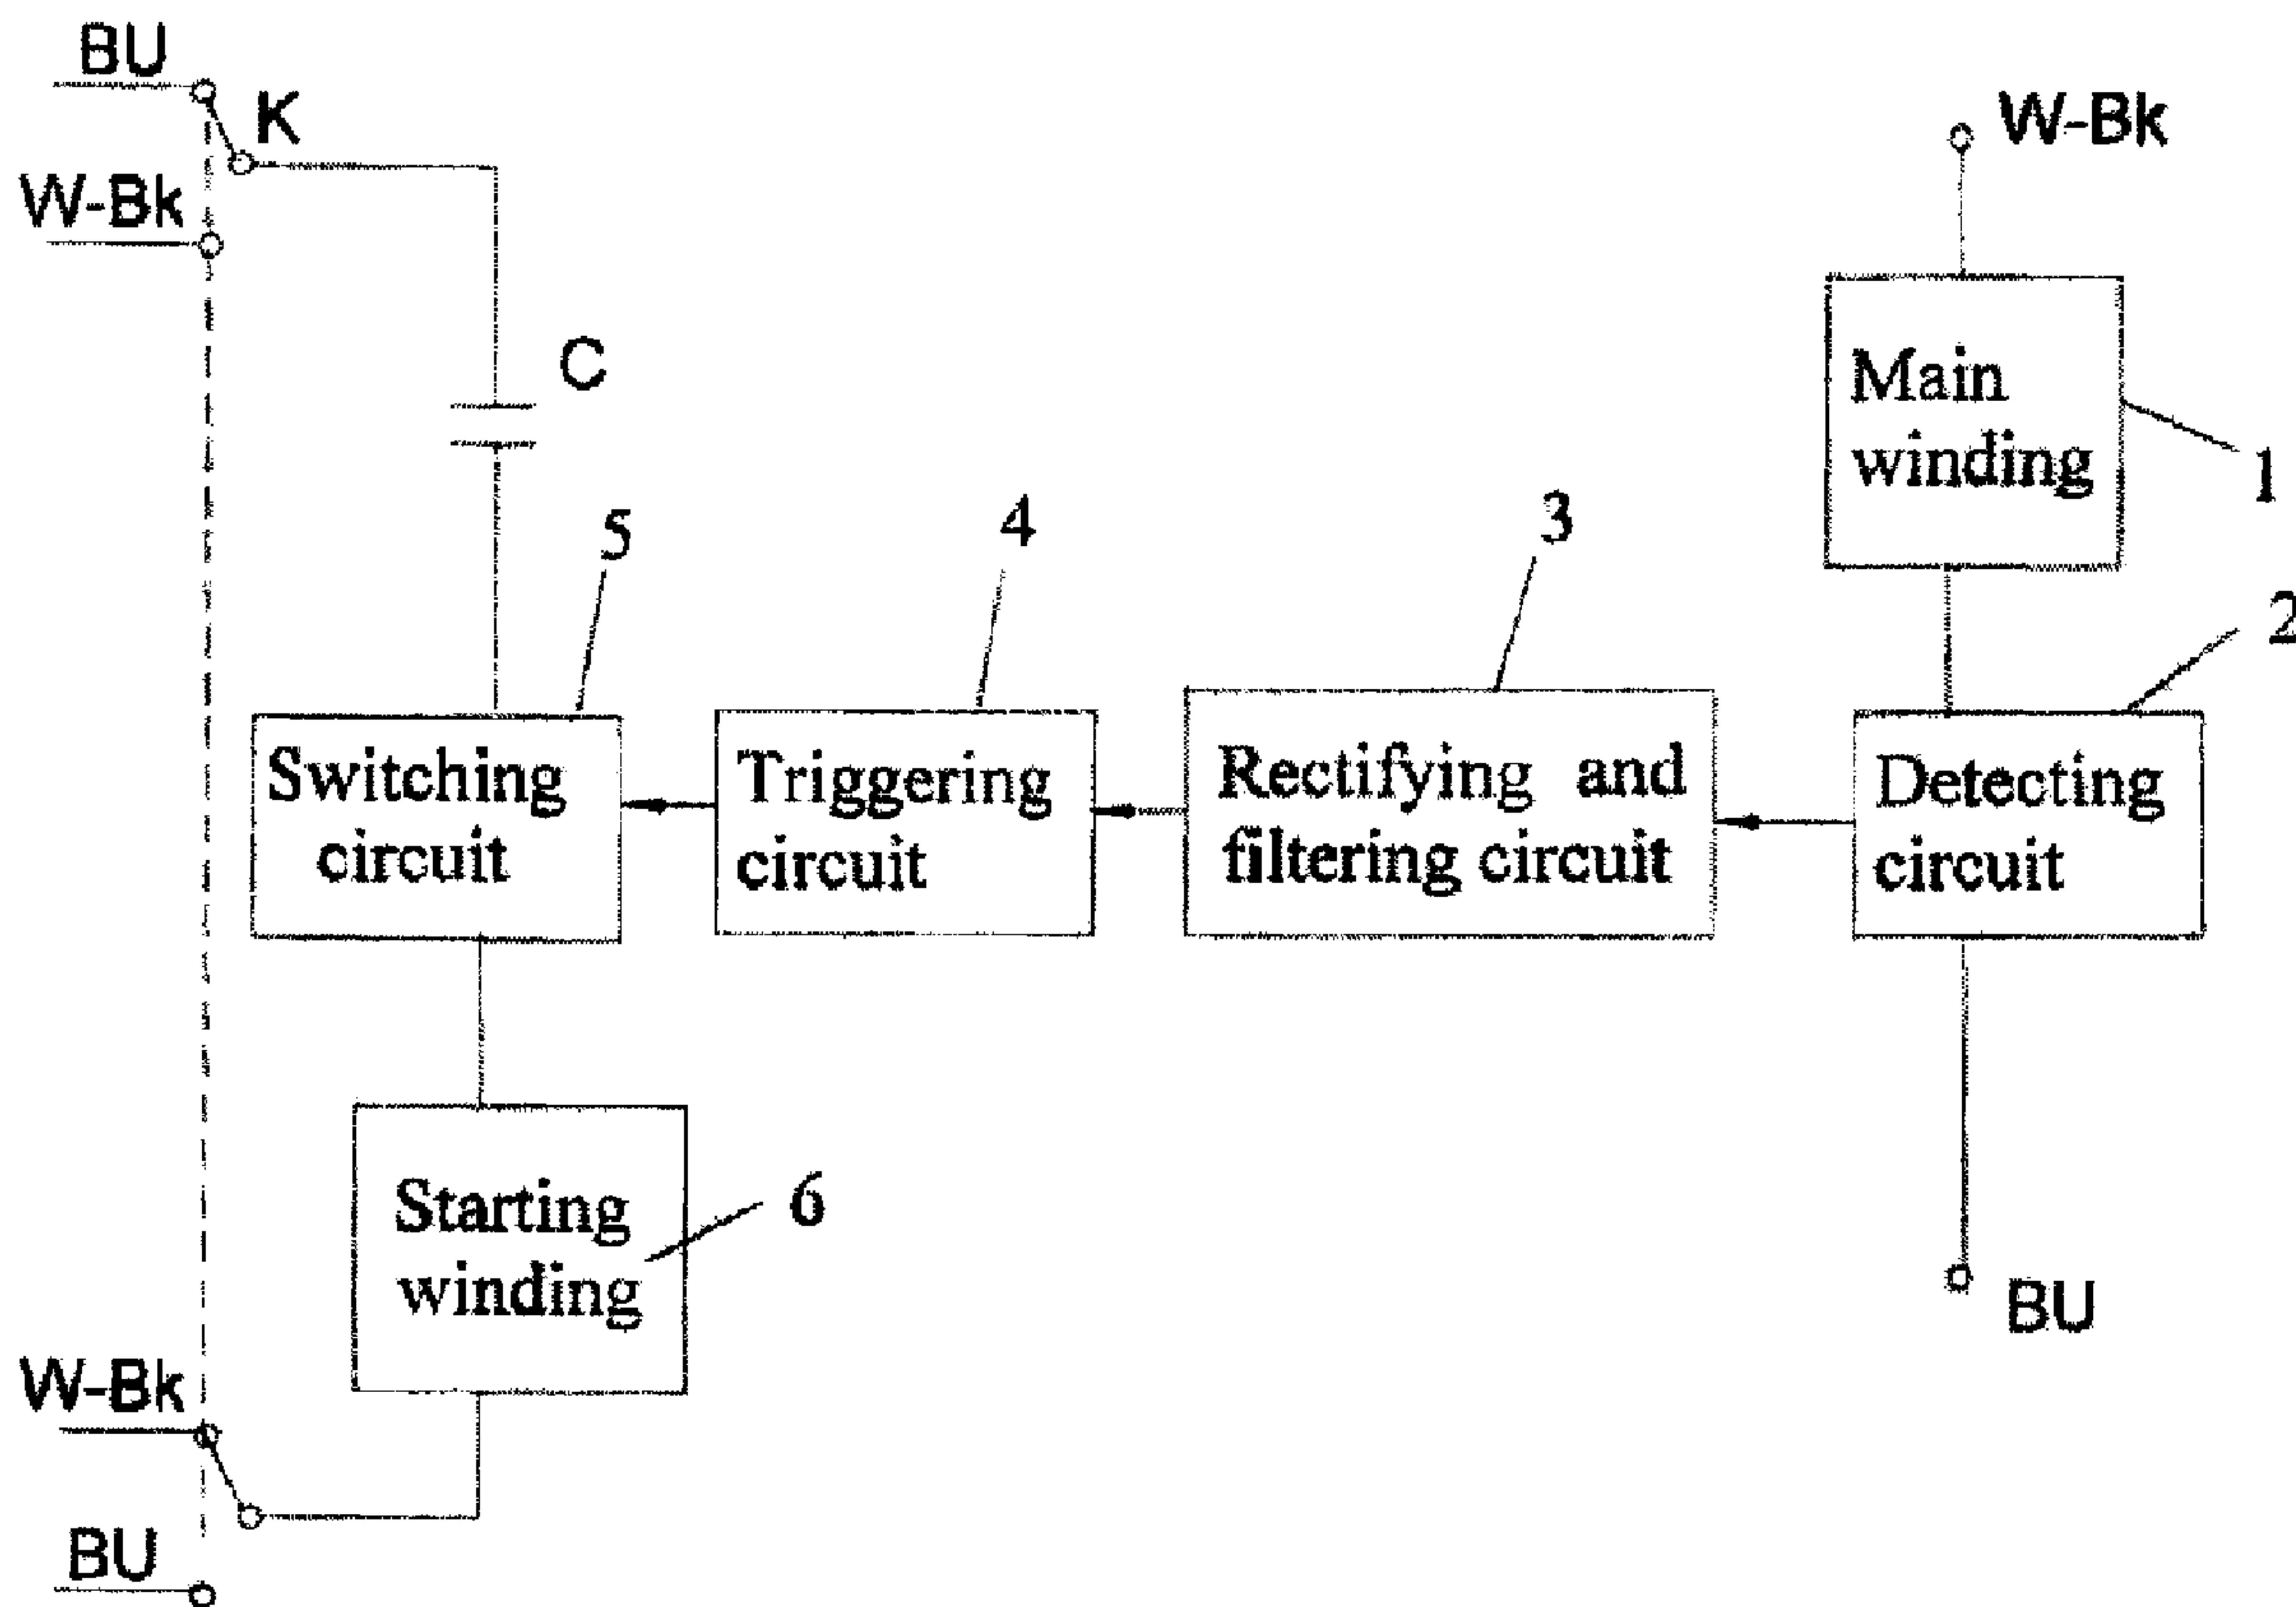 BU
K
W-Bk
W-Bk
C
Main
winding
1
5
4
3
2
Switching
circuit
Triggering
circuit
Rectifying and
filtering circuit
Detecting
circuit
Starting
winding
6
BU
W-Bk
BU